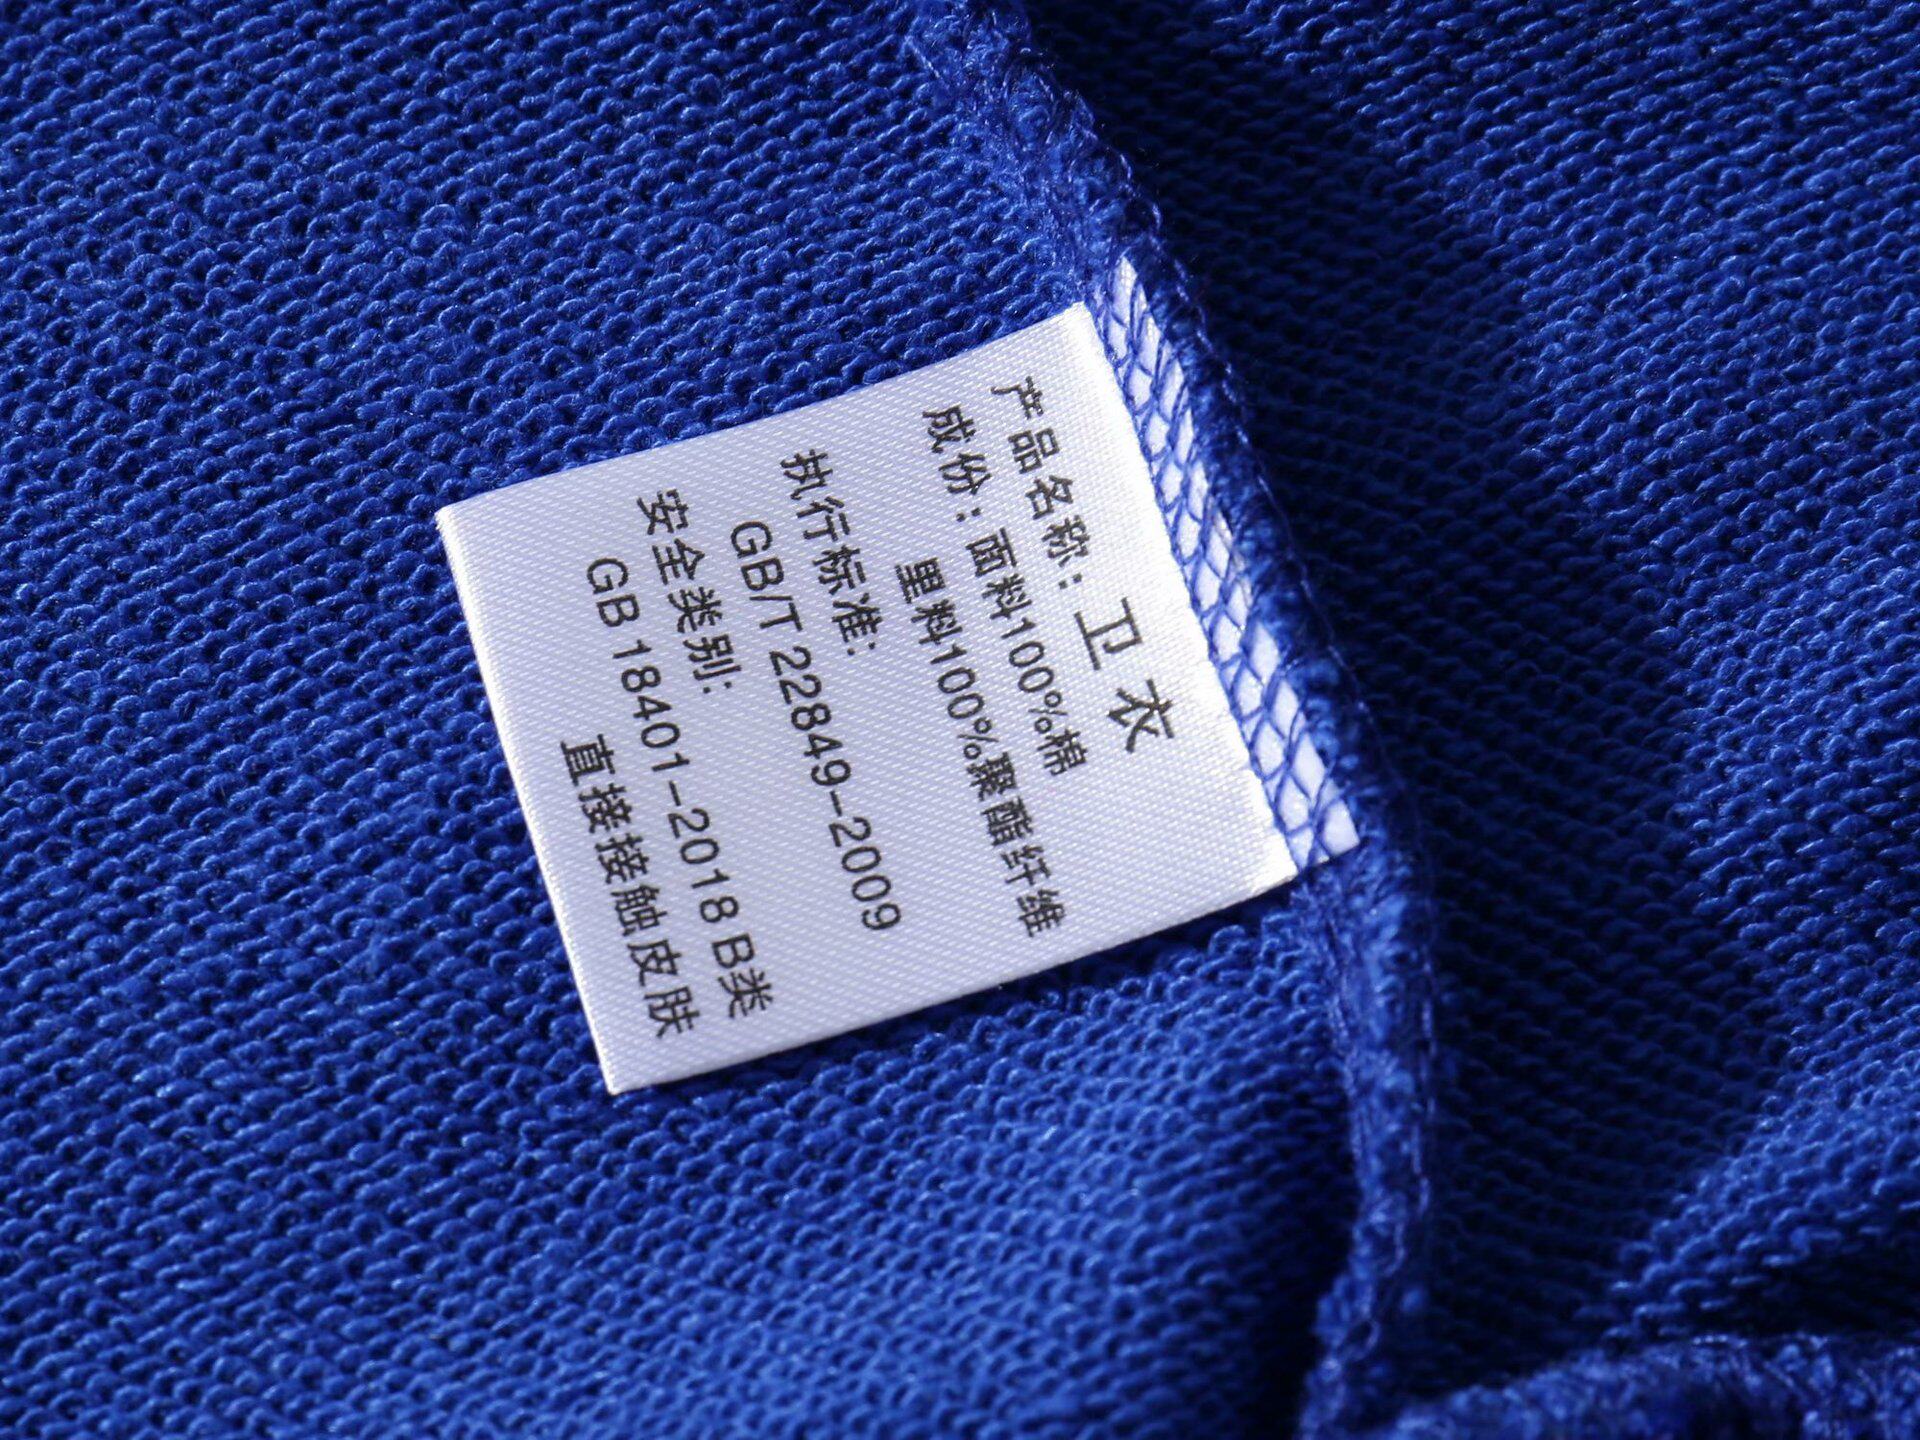 产品名称：卫衣
成份：面料100%棉
里料100%聚酯纤维
执行标准:
GB/T 22849-2009
安全类别:
GB 18401-2018 B类
直接接触皮肤